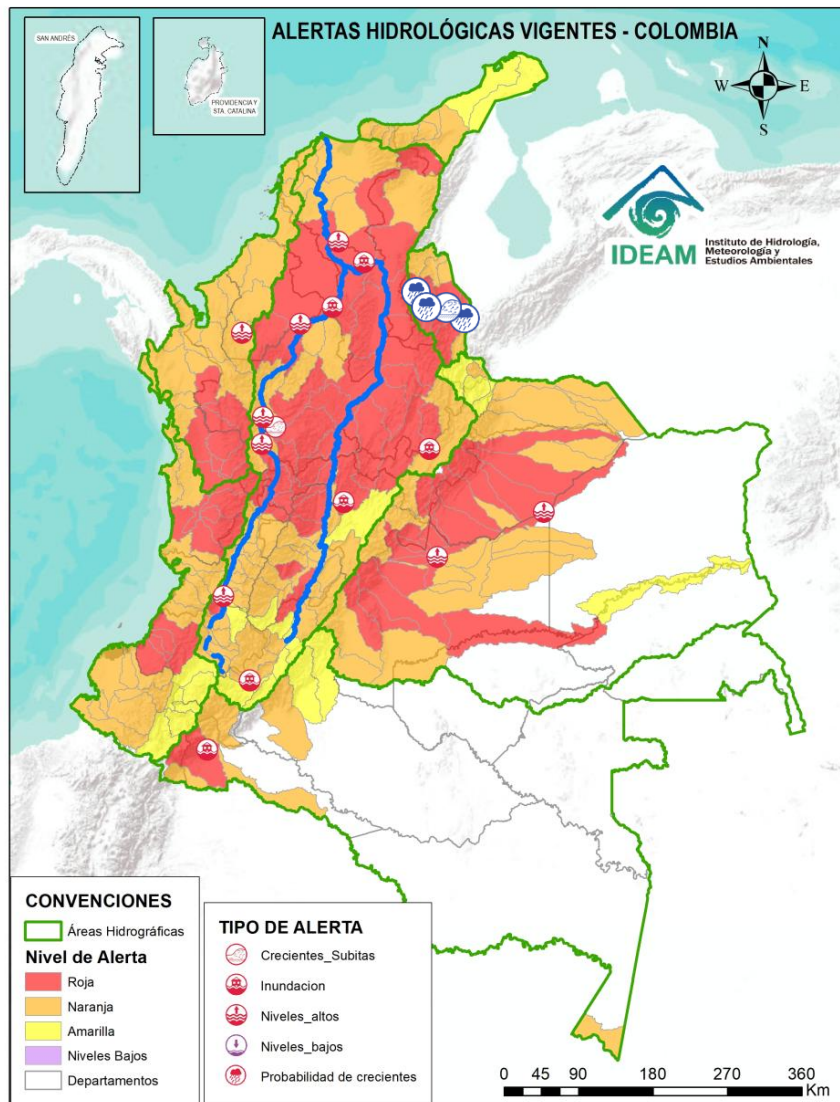 ALERTAS HIDROLÓGICAS VIGENTES - COLOMBIA
SAN ANDRÉS
PROVIDENCIA Y
STA. CATALINA
N
W
E
S
IDEAM
Instituto de Hidrología,
Meteorología y
Estudios Ambientales
CONVENCIONES
Áreas Hidrográficas
Nivel de Alerta
Roja
Naranja
Amarilla
Niveles Bajos
Departamentos
TIPO DE ALERTA
Crecientes_Subitas
Inundacion
Niveles_altos
Niveles_bajos
Probabilidad de crecientes
0 45 90 180 270 360
Km